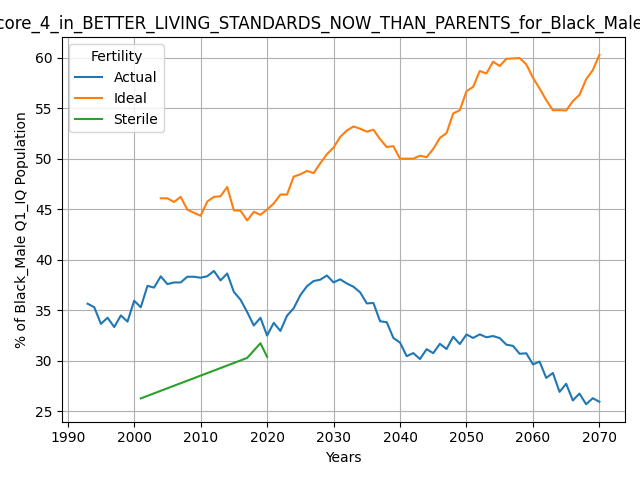 core_4_in_BETTER_LIVING_STANDARDS_NOW_THAN_PARENTS_for_Black_Male
Fertility
Actual
Ideal
Sterile
% of Black_Male Q1_IQ Population
60
55
50
45
40
35
30
25
1990 2000 2010 2020 2030 2040 2050 2060 2070
Years